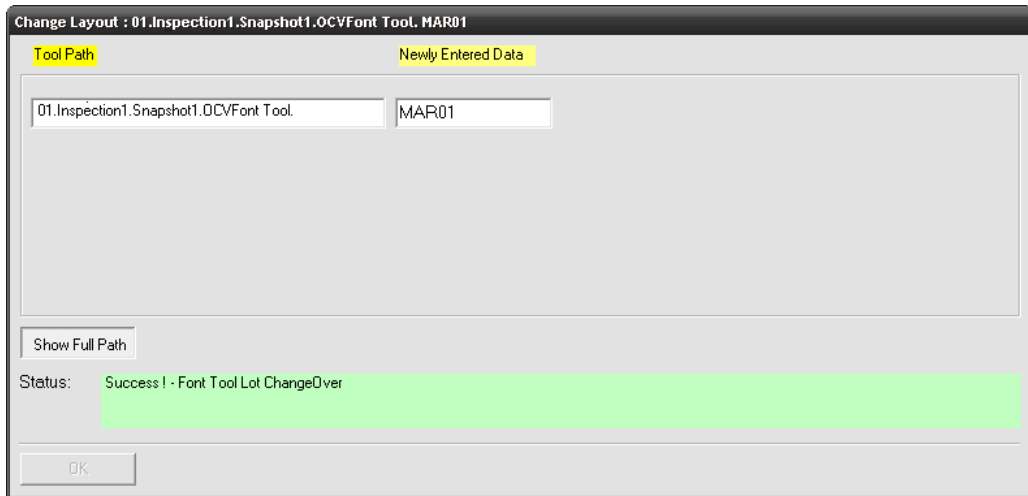 Change Layout : 01.Inspection1.Snapshot1.OCVFont Tool. MAR01
Tool Path Newly Entered Data
01.Inspection1.Snapshot1.OCVFont Tool. MAR01
Show Full Path
Status: Success ! - Font Tool Lot ChangeOver
OK